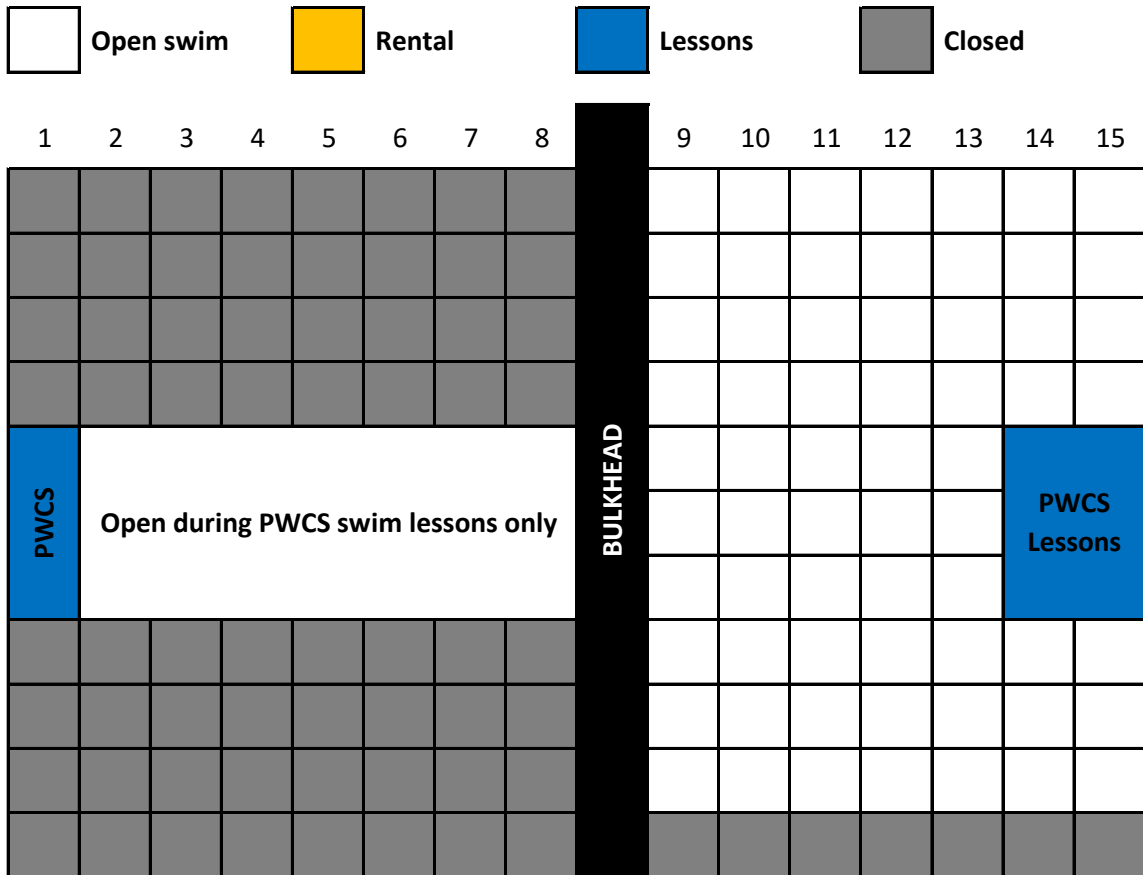 Open swim Rental Lessons Closed
1 2 3 4 5 6 7 8 9 10 11 12 13 14 15
PWCS
Open during PWCS swim lessons only
BULKHEAD
PWCS
Lessons